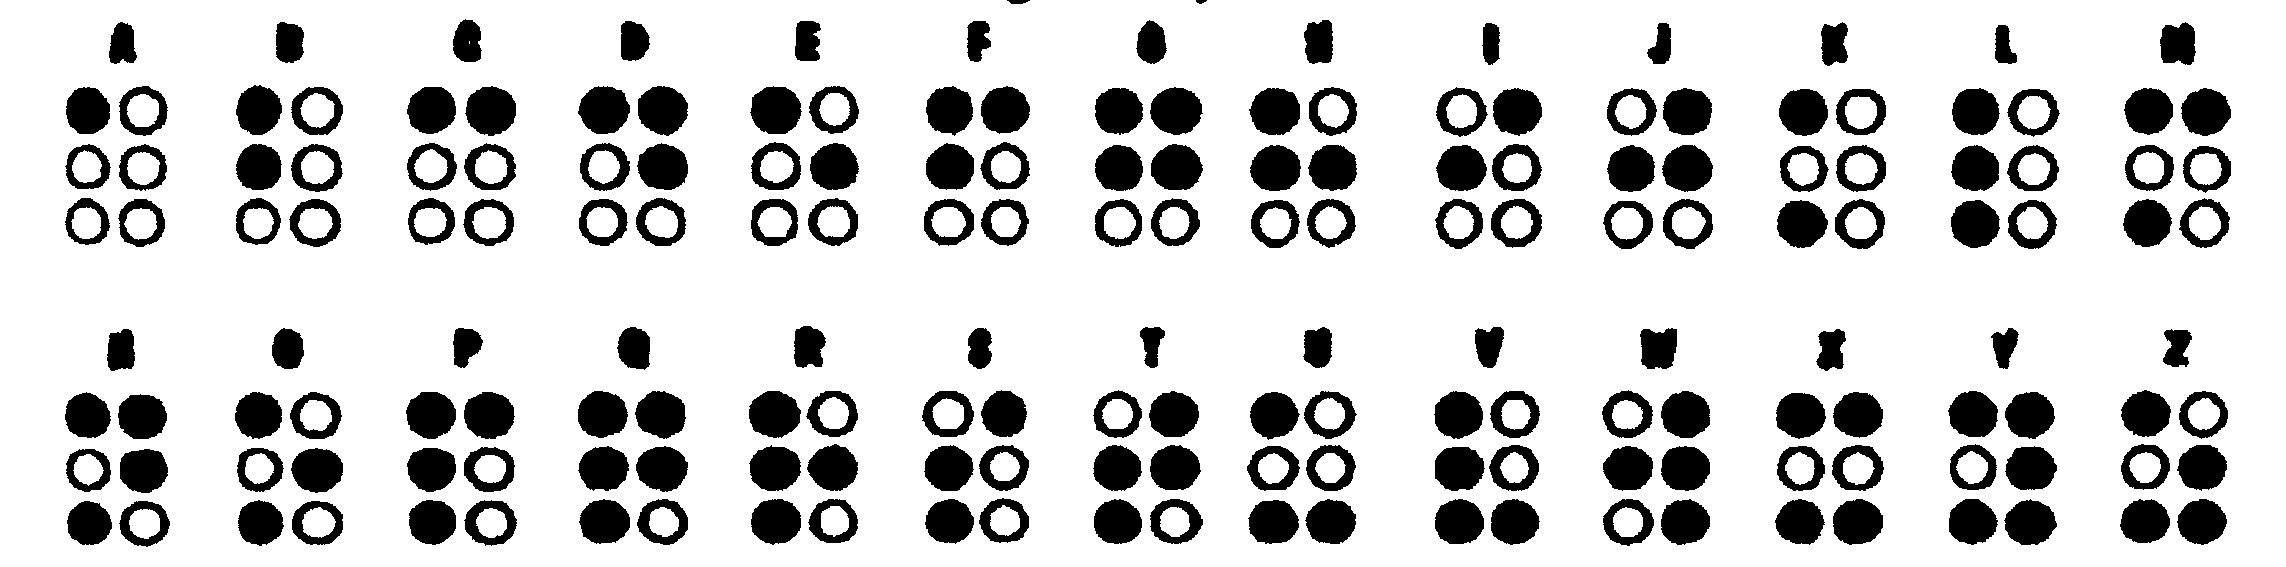 A B C D E F G H I J K L M
N O P Q R S T U V W X Y Z